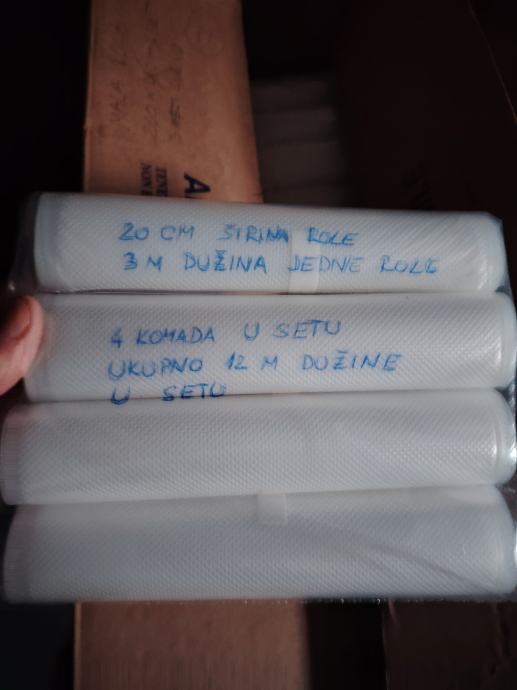 20 CM ŠIRINA ROLE
3 M DUŽINA JEDNE ROLE
4 KOMADA U SETU
UKUPNO 12 M DUŽINE
U SETU